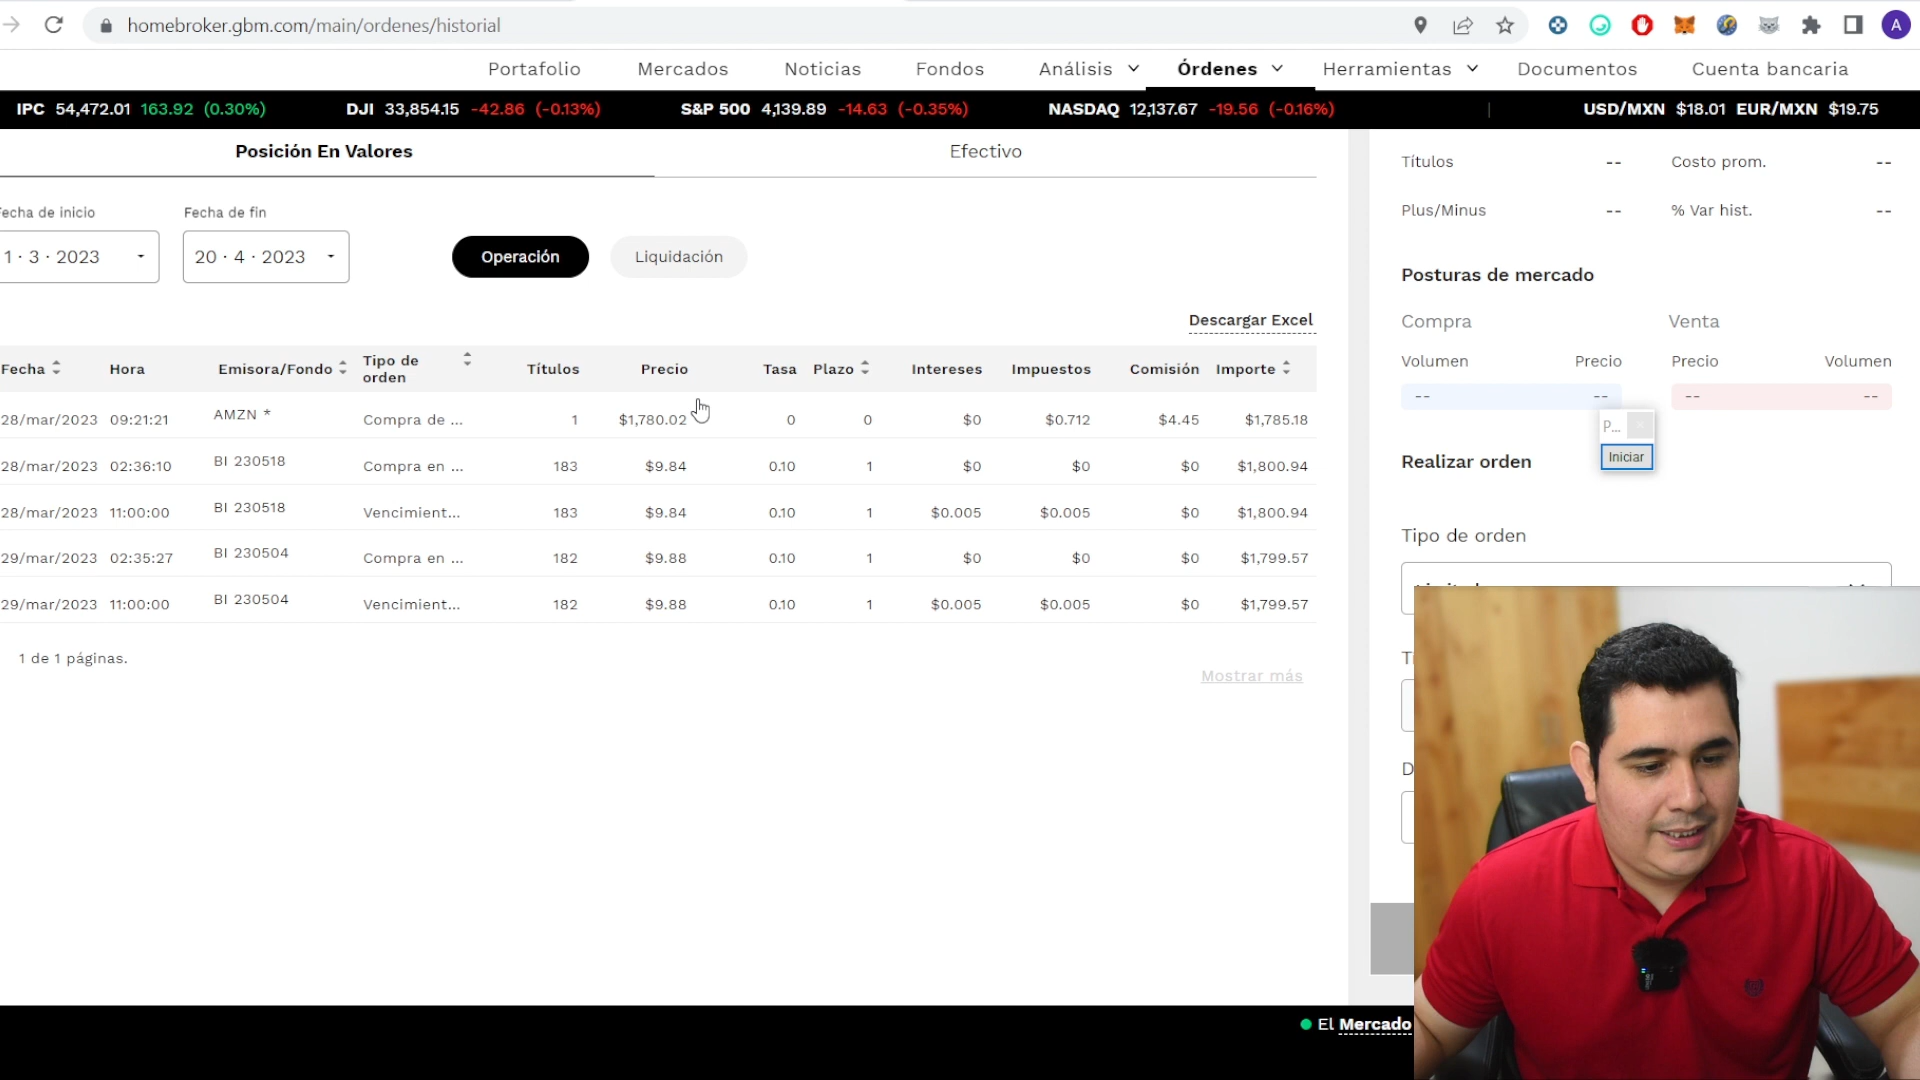 homebroker.gbm.com/main/ordenes/historial
A
Portafolio Mercados Noticias Fondos Análisis Órdenes Herramientas Documentos Cuenta bancaria
IPC 54,472.01 163.92 (0.30%) DJI 33,854.15 -42.86 (-0.13%) S&P 500 4,139.89 -14.63 (-0.35%) NASDAQ 12,137.67 -19.56 (-0.16%) | USD/MXN $18.01 EUR/MXN $19.75
Posición En Valores Efectivo
Fecha de inicio Fecha de fin
1 · 3 · 2023 20 · 4 · 2023 Operación Liquidación
Descargar Excel
Fecha Hora Emisora/Fondo Tipo de orden Títulos Precio Tasa Plazo Intereses Impuestos Comisión Importe
28/mar/2023 09:21:21 AMZN * Compra de ... 1 $1,780.02 0 0 $0 $0.712 $4.45 $1,785.18
28/mar/2023 02:36:10 BI 230518 Compra en ... 183 $9.84 0.10 1 $0 $0 $0 $1,800.94
28/mar/2023 11:00:00 BI 230518 Vencimient... 183 $9.84 0.10 1 $0.005 $0.005 $0 $1,800.94
29/mar/2023 02:35:27 BI 230504 Compra en ... 182 $9.88 0.10 1 $0 $0 $0 $1,799.57
29/mar/2023 11:00:00 BI 230504 Vencimient... 182 $9.88 0.10 1 $0.005 $0.005 $0 $1,799.57
1 de 1 páginas.
Mostrar más
Títulos -- Costo prom. --
Plus/Minus -- % Var hist. --
Posturas de mercado
Compra Venta
Volumen Precio Precio Volumen
-- -- -- --
P...
Iniciar
Realizar orden
Tipo de orden
El Mercado